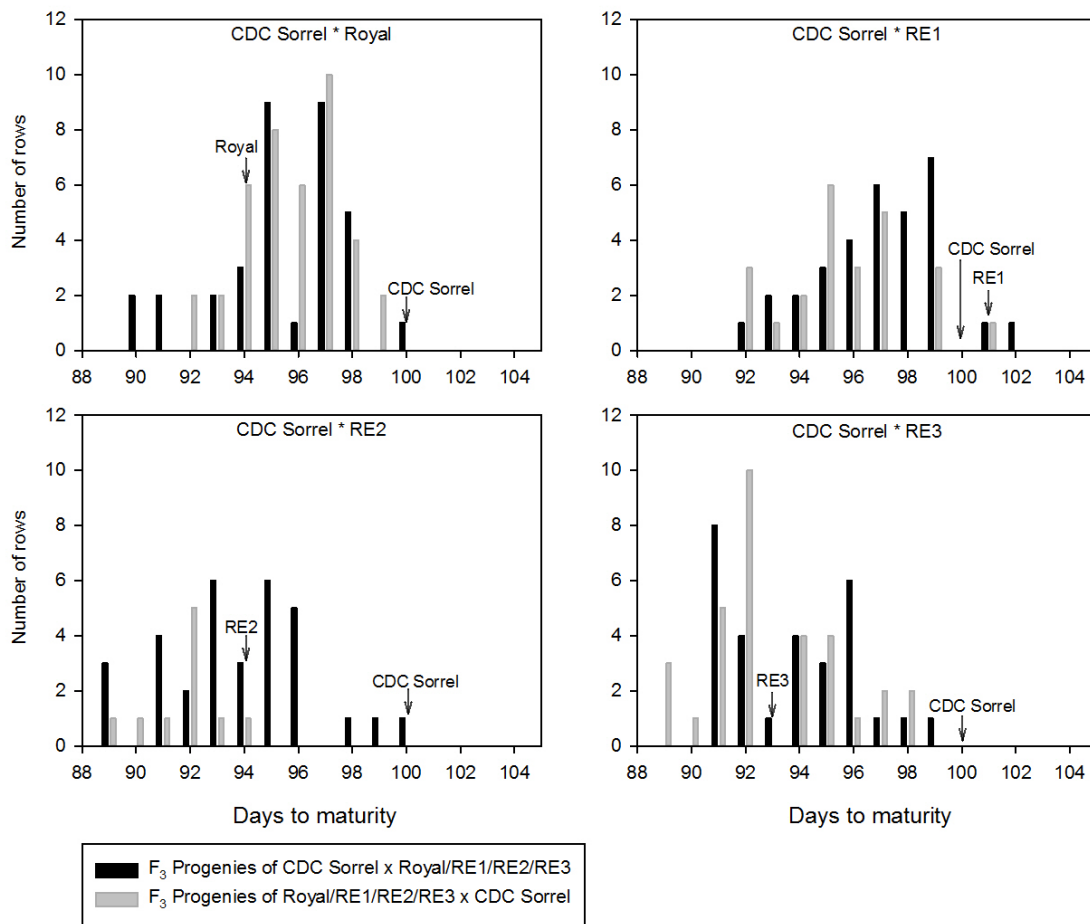 CDC Sorrel * Royal
12
10
8
6
4
2
0
Number of rows
Royal
CDC Sorrel
88 90 92 94 96 98 100 102 104
CDC Sorrel * RE1
12
10
8
6
4
2
0
CDC Sorrel
RE1
88 90 92 94 96 98 100 102 104
CDC Sorrel * RE2
12
10
8
6
4
2
0
Number of rows
RE2
CDC Sorrel
88 90 92 94 96 98 100 102 104
Days to maturity
CDC Sorrel * RE3
12
10
8
6
4
2
0
RE3
CDC Sorrel
88 90 92 94 96 98 100 102 104
Days to maturity
F3 Progenies of CDC Sorrel x Royal/RE1/RE2/RE3
F3 Progenies of Royal/RE1/RE2/RE3 x CDC Sorrel